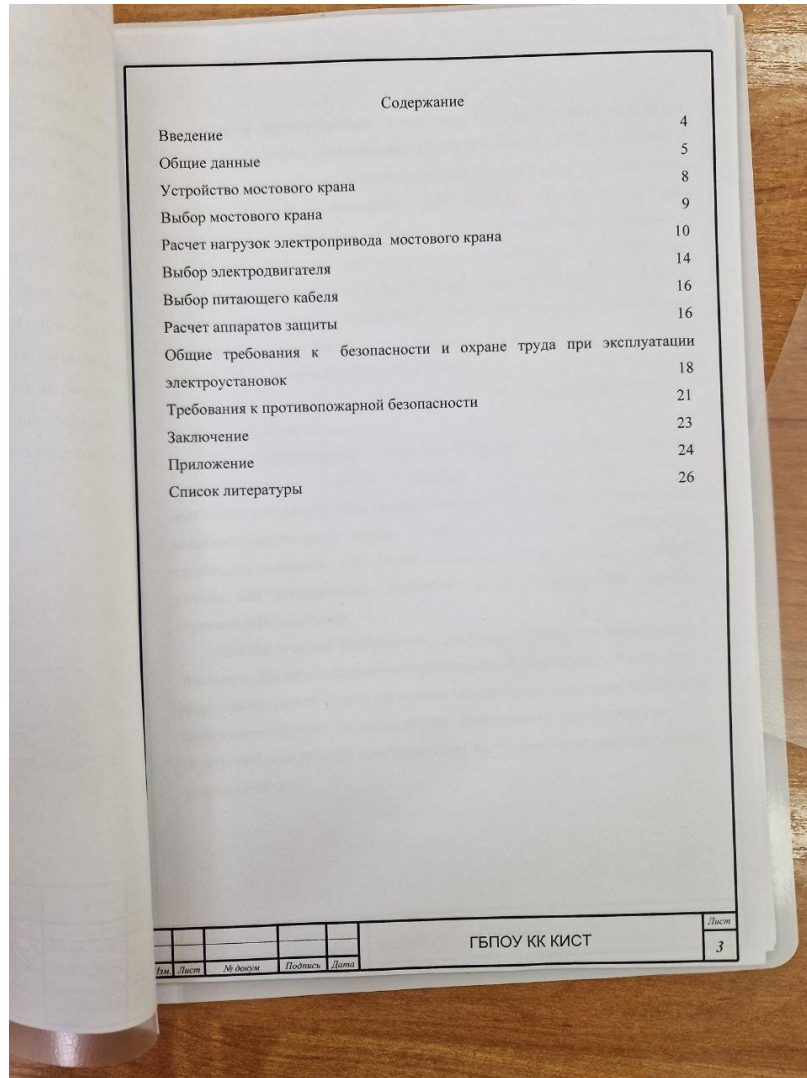 Содержание
Введение 4
Общие данные 5
Устройство мостового крана 8
Выбор мостового крана 9
Расчет нагрузок электропривода мостового крана 10
Выбор электродвигателя 14
Выбор питающего кабеля 16
Расчет аппаратов защиты 16
Общие требования к безопасности и охране труда при эксплуатации
электроустановок 18
Требования к противопожарной безопасности 21
Заключение 23
Приложение 24
Список литературы 26
ГБПОУ КК КИСТ
Лист
3
Изм. Лист № докум Подпись Дата